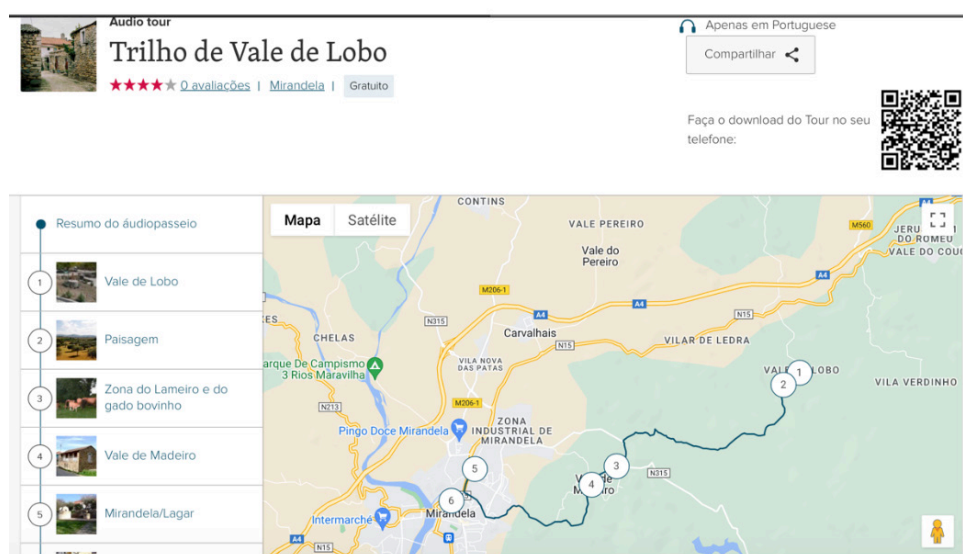 Audio tour
Trilho de Vale de Lobo
0 avaliações | Mirandela | Gratuito
Apenas em Portuguese
Compartilhar
Faça o download do Tour no seu
telefone:
Resumo do áudiopasseio
1
Vale de Lobo
2
Paisagem
3
Zona do Lameiro e do
gado bovinho
4
Vale de Madeiro
5
Mirandela/Lagar
Mapa
Satélite
CONTINS
VALE PEREIRO
Vale do
Pereiro
M560
DO ROMEU
VALE DO COU
A4
M206-1
A4
A4
N315
N15
CHELAS
Carvalhais
N15
VILAR DE LEDRA
arque De Campismo
3 Rios Maravilha
VILA NOVA
DAS PATAS
1
2
LOBO
VILA VERDINHO
N213
M206-1
Pingo Doce Mirandela
ZONA
INDUSTRIAL DE
MIRANDELA
5
3
4
N315
6
Mirandela
Intermarché
A4
N15